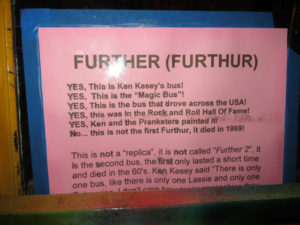 FURTHER (FURTHUR)
YES, This is Ken Kesey's bua!
YES, This is the "Magic Bus"!
YES, This is the bus that drove across the USA!
YES, this was in the Rock and Roll Hall Of Fame!
YES, Ken and the Pranksters painted it!
No... this is not the first Furthur, it died in 1969!
This is not a "replica", it is not called "Further 2", it
is the second bus, the first only lasted a short time
and died in the 60's. Ken Kesey said "There is only
one bus, like there is only one Lassie and only one
I don't care how many